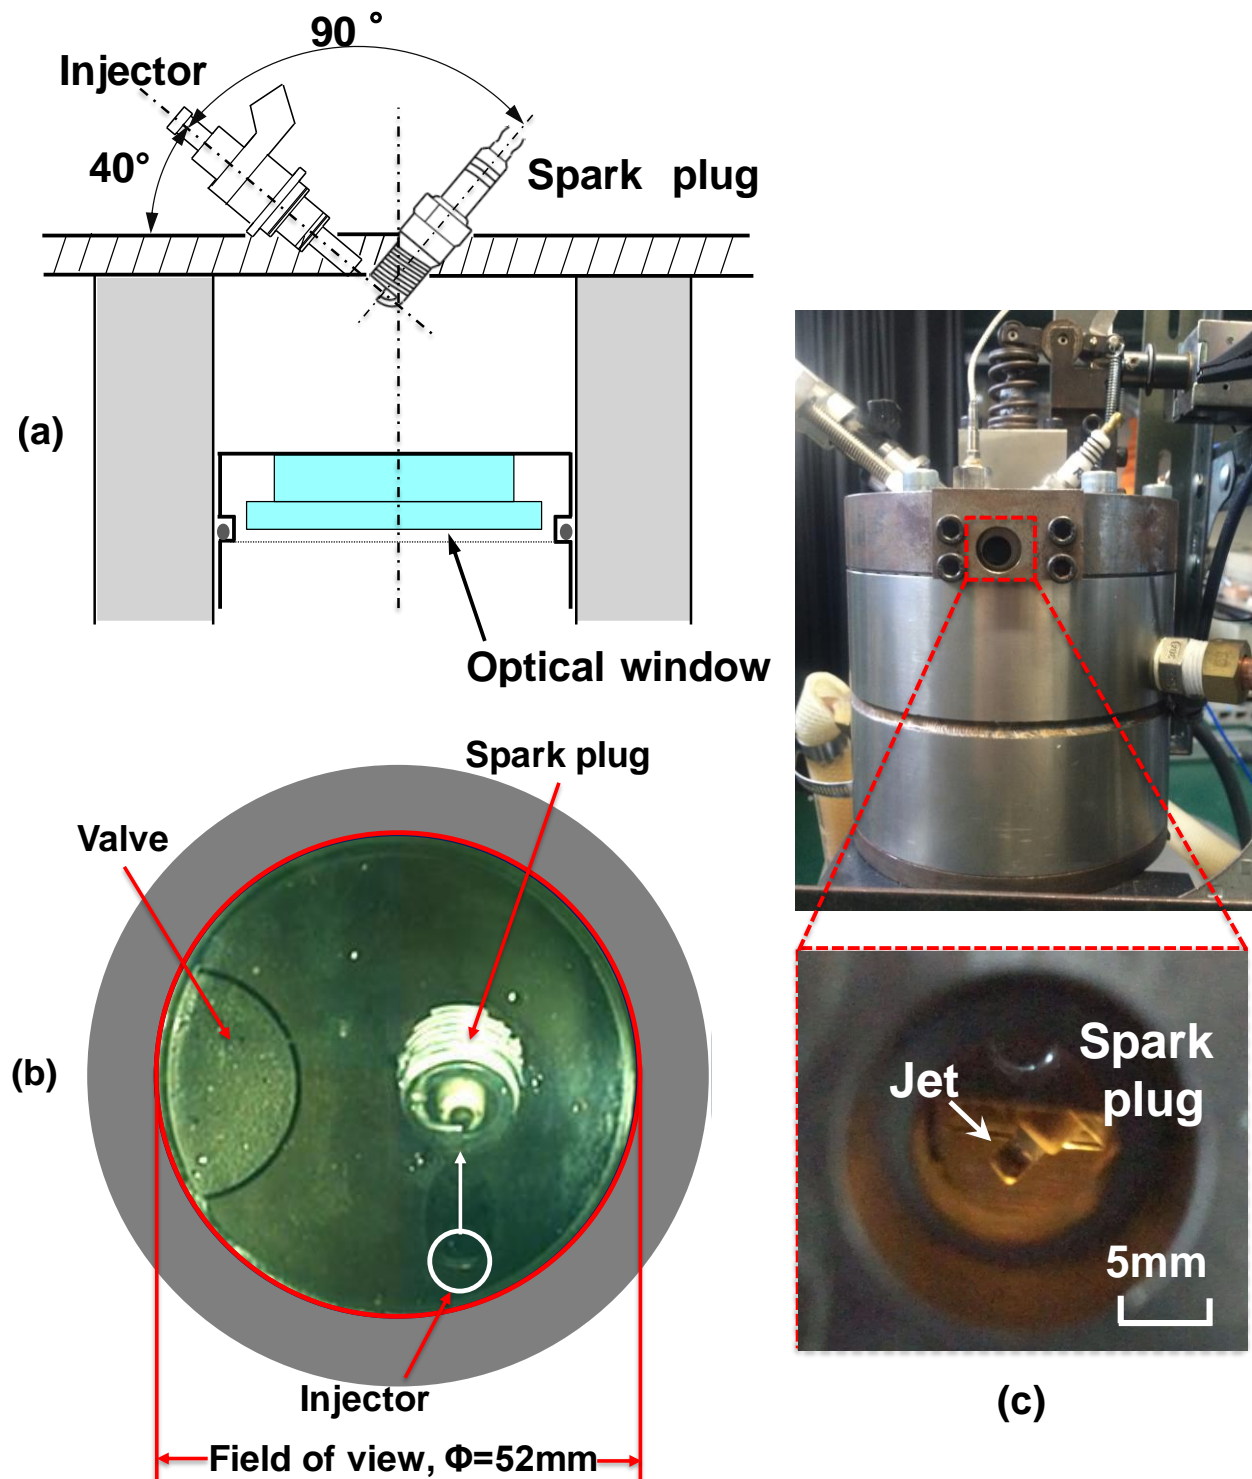 90 °
Injector
40°
Spark plug
(a)
Optical window
Spark plug
Valve
(b)
Injector
Field of view, Φ=52mm
Spark
plug
Jet
5mm
(c)